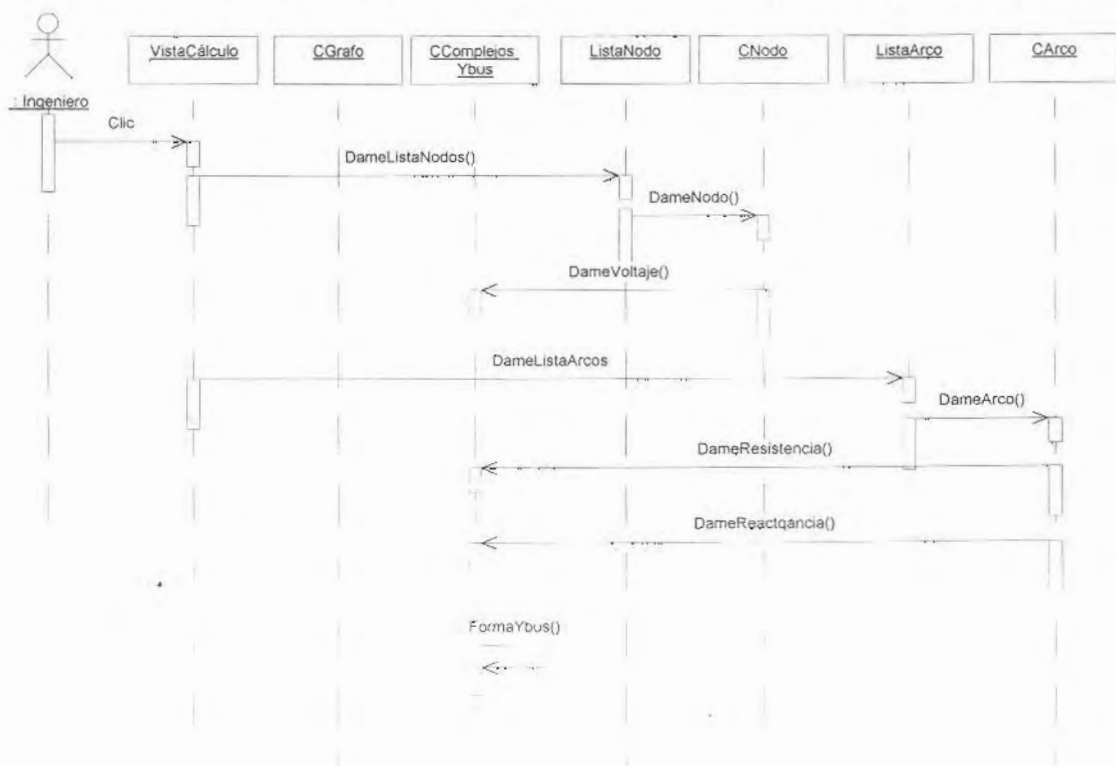 VistaCálculo
CGrafo
CComplejos
Ybus
ListaNodo
CNodo
ListaArco
CArco
: Ingeniero
Clic
DameListaNodos()
DameNodo()
DameVoltaje()
DameListaArcos
DameArco()
DameResistencia()
DameReactqancia()
FormaYbus()